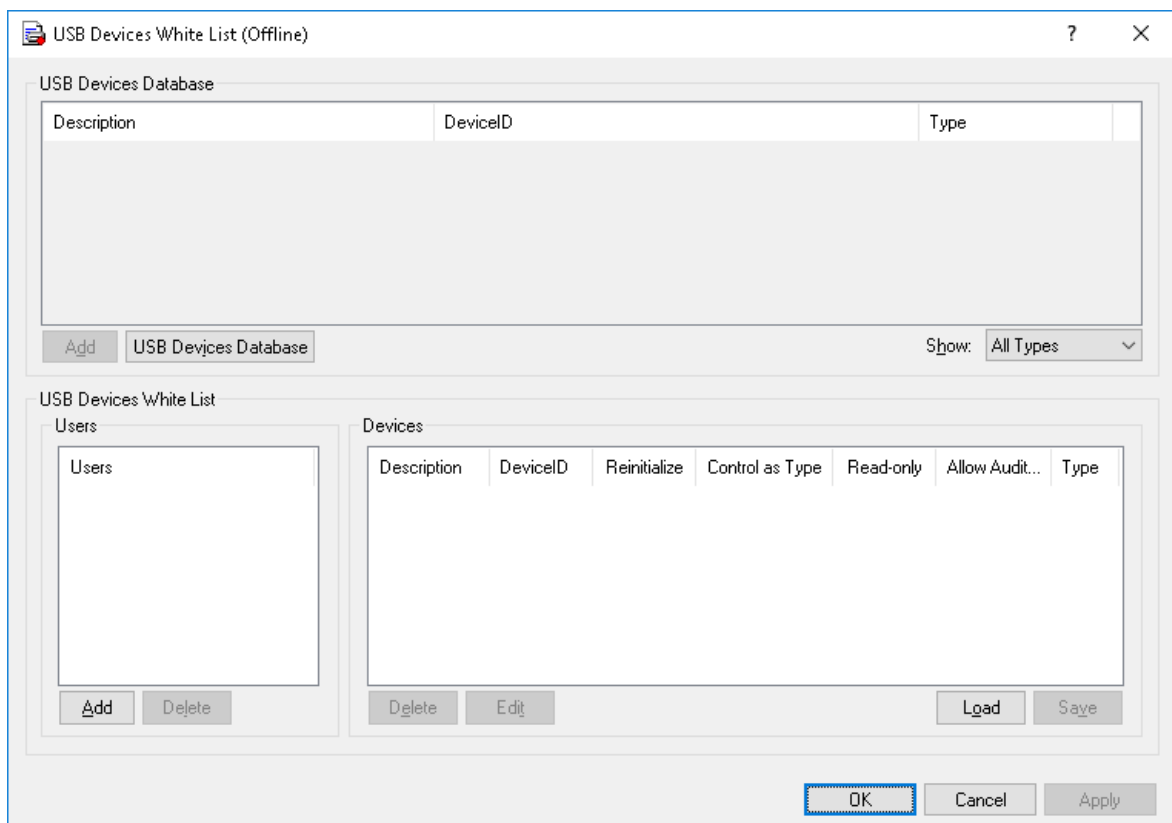 USB Devices White List (Offline)
?
USB Devices Database
Description DeviceID Type
Add USB Devices Database Show: All Types
USB Devices White List
Users Devices
Users Description DeviceID Reinitialize Control as Type Read-only Allow Audit... Type
Add Delete Delete Edit Load Save
OK Cancel Apply